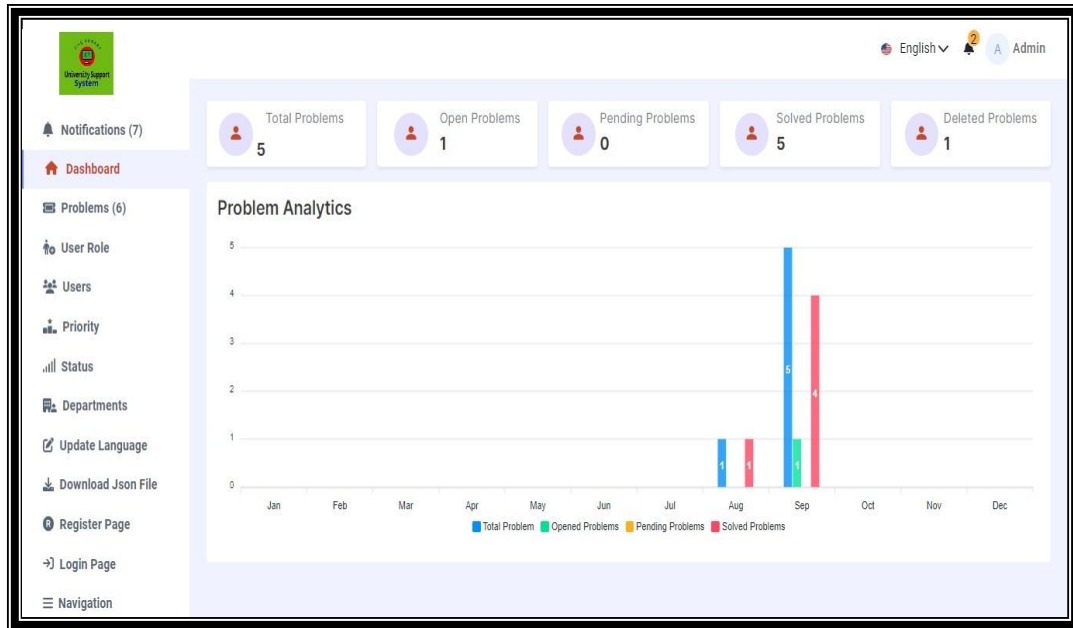 University Support
System
English
2
A
Admin
Notifications (7)
Dashboard
Problems (6)
User Role
Users
Priority
Status
Departments
Update Language
Download Json File
Register Page
Login Page
Navigation
Total Problems
5
Open Problems
1
Pending Problems
0
Solved Problems
5
Deleted Problems
1
Problem Analytics
5
4
3
2
1
0
1
1
5
1
4
Jan Feb Mar Apr May Jun Jul Aug Sep Oct Nov Dec
Total Problem Opened Problems Pending Problems Solved Problems